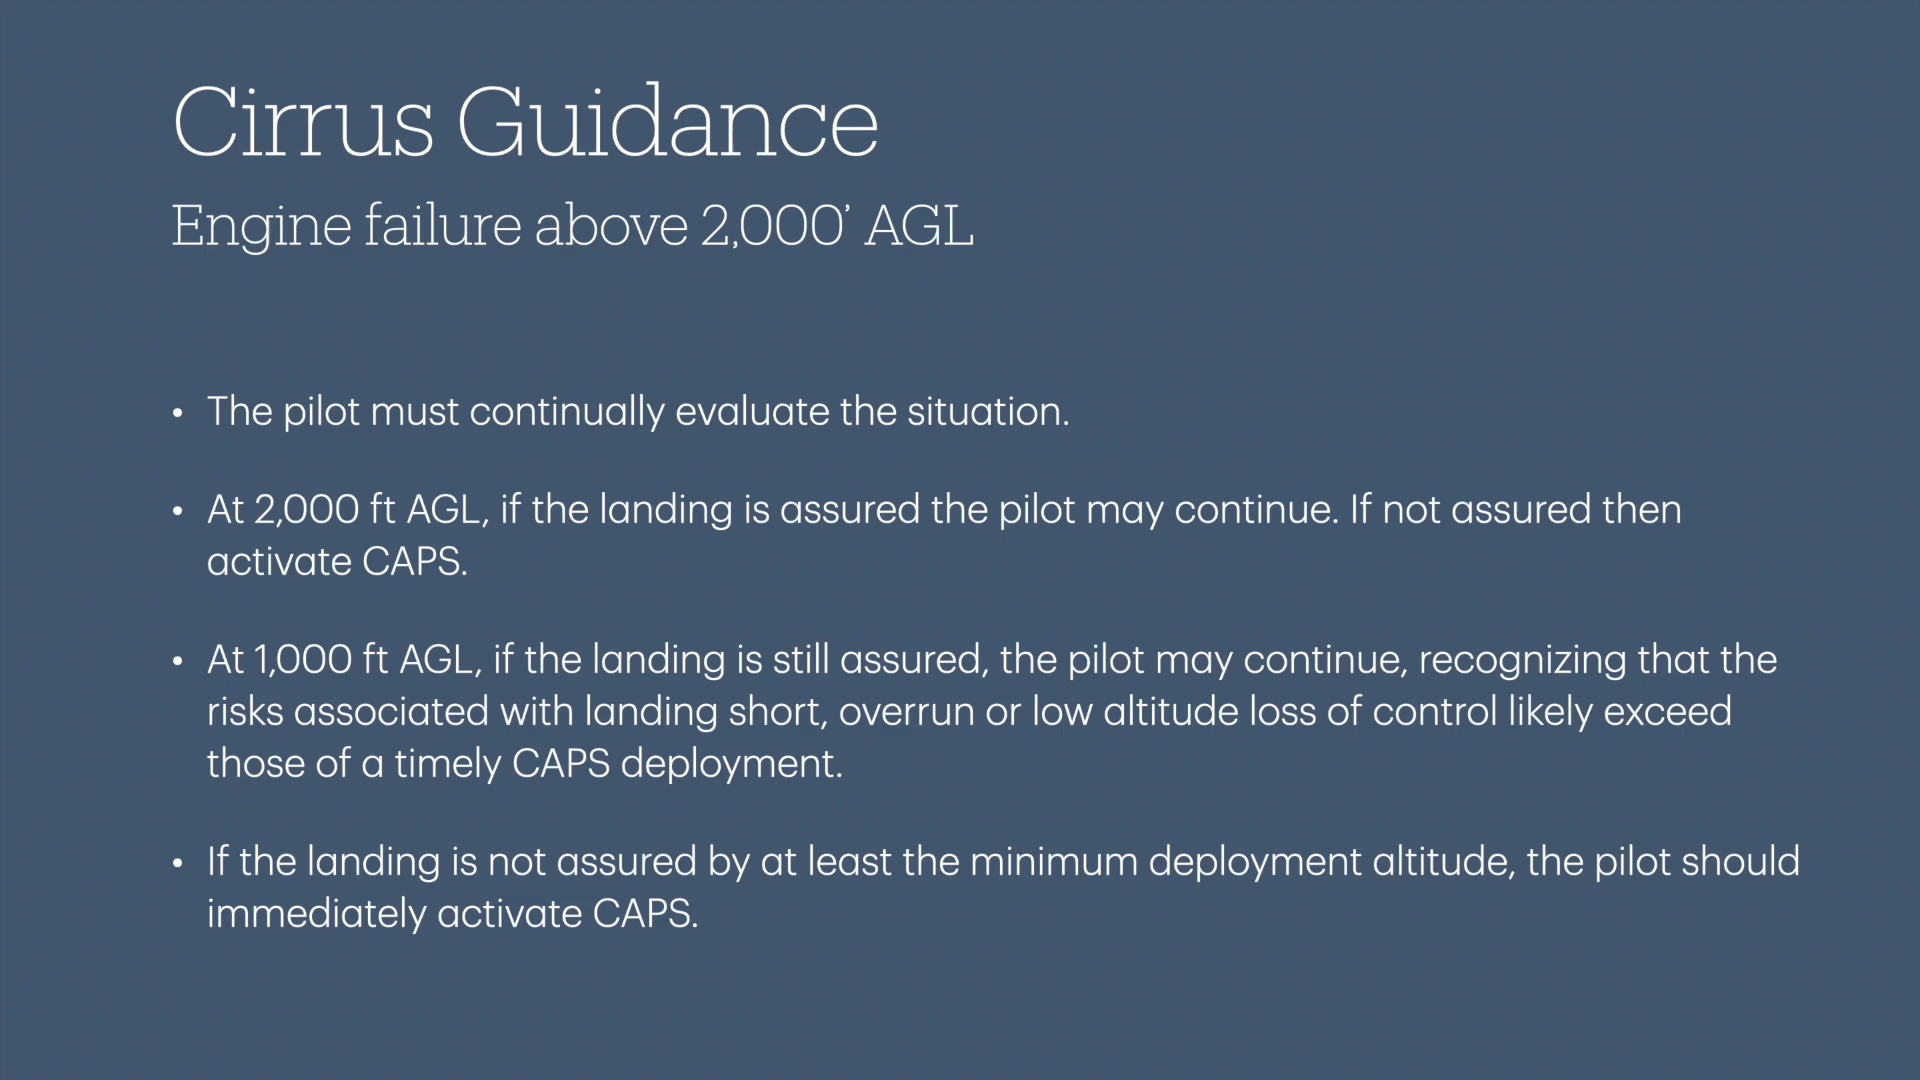 Cirrus Guidance
Engine failure above 2,000’ AGL
• The pilot must continually evaluate the situation.
• At 2,000 ft AGL, if the landing is assured the pilot may continue. If not assured then
activate CAPS.
• At 1,000 ft AGL, if the landing is still assured, the pilot may continue, recognizing that the
risks associated with landing short, overrun or low altitude loss of control likely exceed
those of a timely CAPS deployment.
• If the landing is not assured by at least the minimum deployment altitude, the pilot should
immediately activate CAPS.